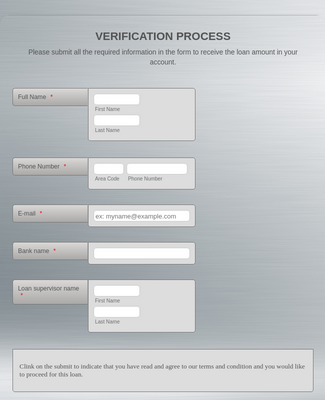 VERIFICATION PROCESS
Please submit all the required information in the form to receive the loan amount in your
account.
Full Name *
First Name
Last Name
Phone Number *
Area Code Phone Number
E-mail *
ex: myname@example.com
Bank name *
Loan supervisor name
*
First Name
Last Name
Clink on the submit to indicate that you have read and agree to our terms and condition and you would like
to proceed for this loan.